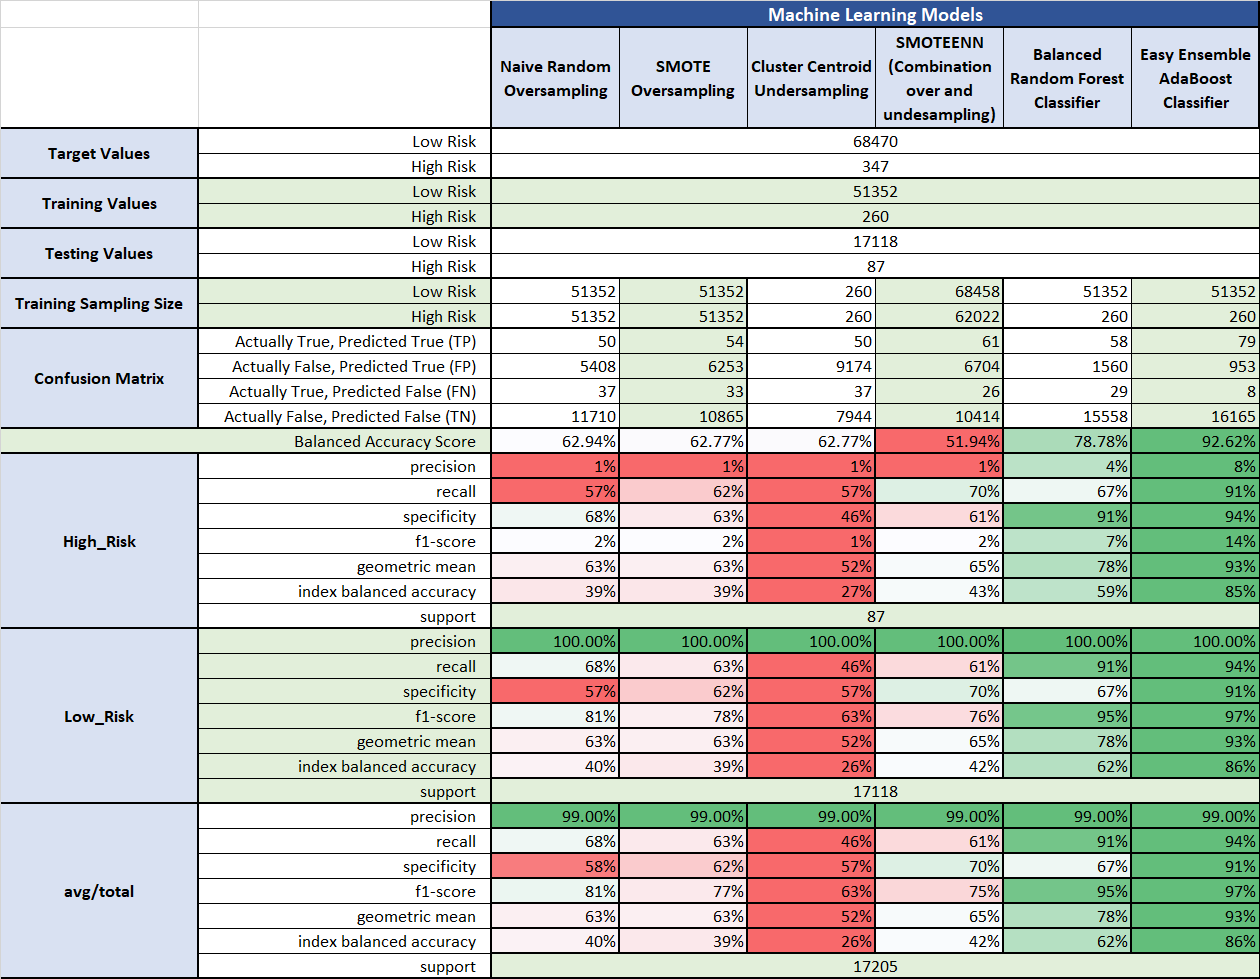 Machine Learning Models
Naive Random Oversampling SMOTE Oversampling Cluster Centroid Undersampling SMOTEENN (Combination over and undesampling) Balanced Random Forest Classifier Easy Ensemble AdaBoost Classifier
Target Values
Low Risk 68470
High Risk 347
Training Values
Low Risk 51352
High Risk 260
Testing Values
Low Risk 17118
High Risk 87
Training Sampling Size
Low Risk 51352 51352 260 68458 51352 51352
High Risk 51352 51352 260 62022 260 260
Confusion Matrix
Actually True, Predicted True (TP) 50 54 50 61 58 79
Actually False, Predicted True (FP) 5408 6253 9174 6704 1560 953
Actually True, Predicted False (FN) 37 33 37 26 29 8
Actually False, Predicted False (TN) 11710 10865 7944 10414 15558 16165
Balanced Accuracy Score 62.94% 62.77% 62.77% 51.94% 78.78% 92.62%
High_Risk
precision 1% 1% 1% 1% 4% 8%
recall 57% 62% 57% 70% 67% 91%
specificity 68% 63% 46% 61% 91% 94%
f1-score 2% 2% 1% 2% 7% 14%
geometric mean 63% 63% 52% 65% 78% 93%
index balanced accuracy 39% 39% 27% 43% 59% 85%
support 87
Low_Risk
precision 100.00% 100.00% 100.00% 100.00% 100.00% 100.00%
recall 68% 63% 46% 61% 91% 94%
specificity 57% 62% 57% 70% 67% 91%
f1-score 81% 78% 63% 76% 95% 97%
geometric mean 63% 63% 52% 65% 78% 93%
index balanced accuracy 40% 39% 26% 42% 62% 86%
support 17118
avg/total
precision 99.00% 99.00% 99.00% 99.00% 99.00% 99.00%
recall 68% 63% 46% 61% 91% 94%
specificity 58% 62% 57% 70% 67% 91%
f1-score 81% 77% 63% 75% 95% 97%
geometric mean 63% 63% 52% 65% 78% 93%
index balanced accuracy 40% 39% 26% 42% 62% 86%
support 17205